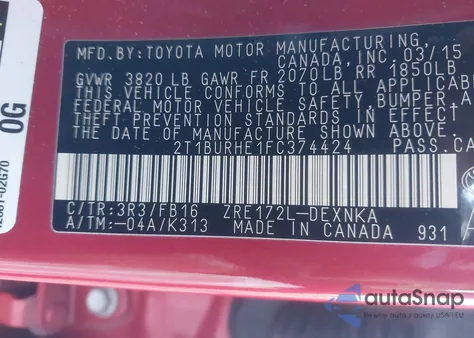 MFD.BY:TOYOTA MOTOR MANUFACTURING
CANADA,INC.03/15
GVWR 3820 LB GAWR FR 2070LB RR 1850LB
THIS VEHICLE CONFORMS TO ALL APPLICABL
FEDERAL MOTOR VEHICLE SAFETY,BUMPER,A
THEFT PREVENTION STANDARDS IN EFFECT
DATE OF MANUFACTURE SHOWN ABOVE.
2T1BURHE1FC374424
PASS.CA
C/TR:3R3/FB16 ZRE172L-DEXNKA
A/TM:-04A/K313 MADE IN CANADA 931
OG
autoSnap